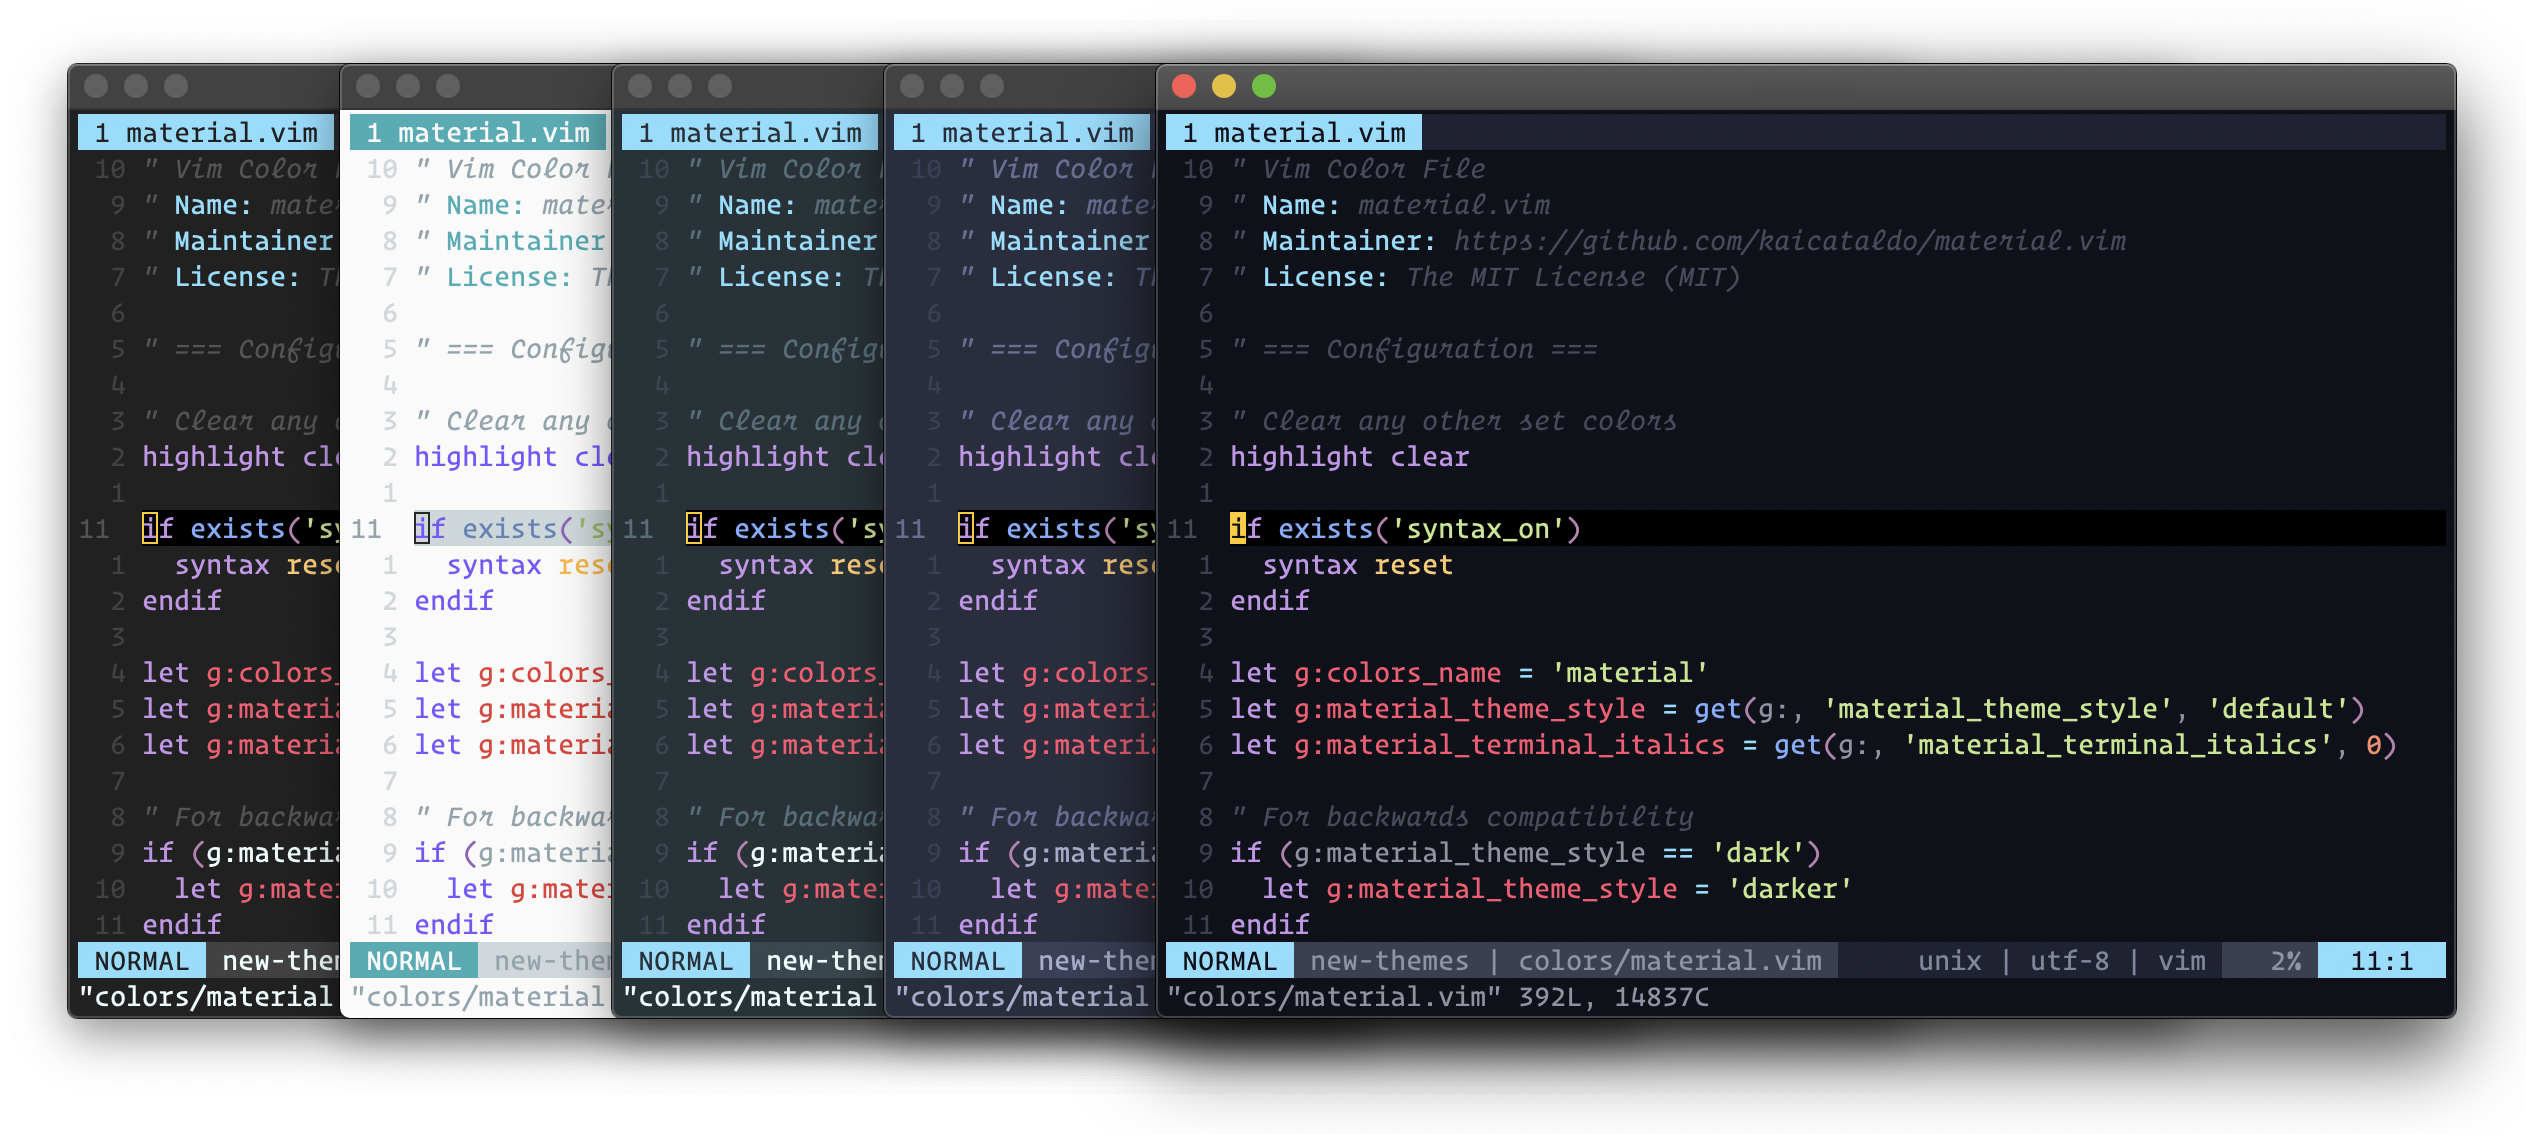 1 material.vim
10 " Vim Color
9 " Name: mate
8 " Maintainer
7 " License: T
6
5 " === Config
4
3 " Clear any
2 highlight cl
1
11 if exists('sy
1 syntax rese
2 endif
3
4 let g:colors_
5 let g:materi
6 let g:materi
7
8 " For backwa
9 if (g:materi
10 let g:mate
11 endif
NORMAL new-the
"colors/material
1 material.vim
10 " Vim Color
9 " Name: mate
8 " Maintainer
7 " License: T
6
5 " === Config
4
3 " Clear any
2 highlight cl
1
11 if exists('sy
1 syntax rese
2 endif
3
4 let g:colors_
5 let g:materi
6 let g:materi
7
8 " For backwa
9 if (g:materi
10 let g:mate
11 endif
NORMAL new-the
"colors/material
1 material.vim
10 " Vim Color
9 " Name: mate
8 " Maintainer
7 " License: T
6
5 " === Config
4
3 " Clear any
2 highlight cl
1
11 if exists('sy
1 syntax rese
2 endif
3
4 let g:colors_
5 let g:materi
6 let g:materi
7
8 " For backwa
9 if (g:materi
10 let g:mate
11 endif
NORMAL new-the
"colors/material
1 material.vim
10 " Vim Color
9 " Name: mate
8 " Maintainer
7 " License: T
6
5 " === Config
4
3 " Clear any
2 highlight cl
1
11 if exists('sy
1 syntax rese
2 endif
3
4 let g:colors_
5 let g:materi
6 let g:materi
7
8 " For backwa
9 if (g:materi
10 let g:mate
11 endif
NORMAL new-the
"colors/material
1 material.vim
10 " Vim Color File
9 " Name: material.vim
8 " Maintainer: https://github.com/kaicataldo/material.vim
7 " License: The MIT License (MIT)
6
5 " === Configuration ===
4
3 " Clear any other set colors
2 highlight clear
1
11 if exists('syntax_on')
1 syntax reset
2 endif
3
4 let g:colors_name = 'material'
5 let g:material_theme_style = get(g:, 'material_theme_style', 'default')
6 let g:material_terminal_italics = get(g:, 'material_terminal_italics', 0)
7
8 " For backwards compatibility
9 if (g:material_theme_style == 'dark')
10 let g:material_theme_style = 'darker'
11 endif
NORMAL new-themes | colors/material.vim unix | utf-8 | vim 2% 11:1
"colors/material.vim" 392L, 14837C